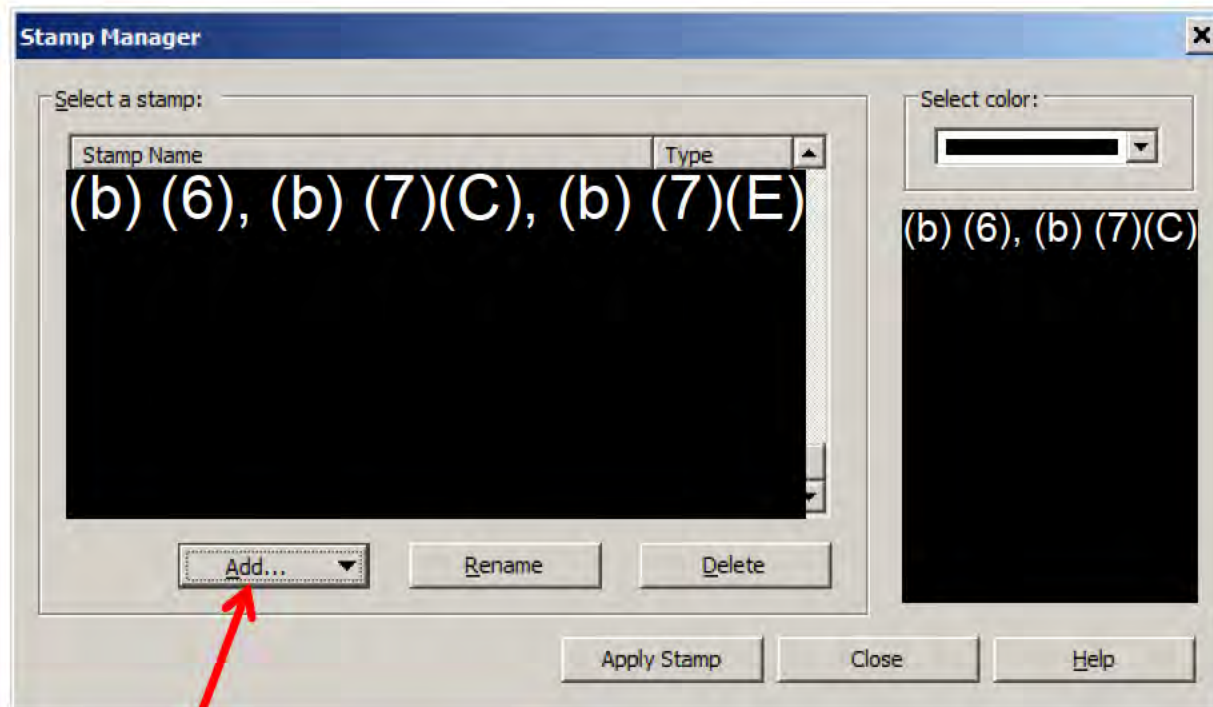 Stamp Manager
Select a stamp:
Select color:
Stamp Name Type
(b) (6), (b) (7)(C), (b) (7)(E)
(b) (6), (b) (7)(C)
Add... Rename Delete
Apply Stamp Close Help